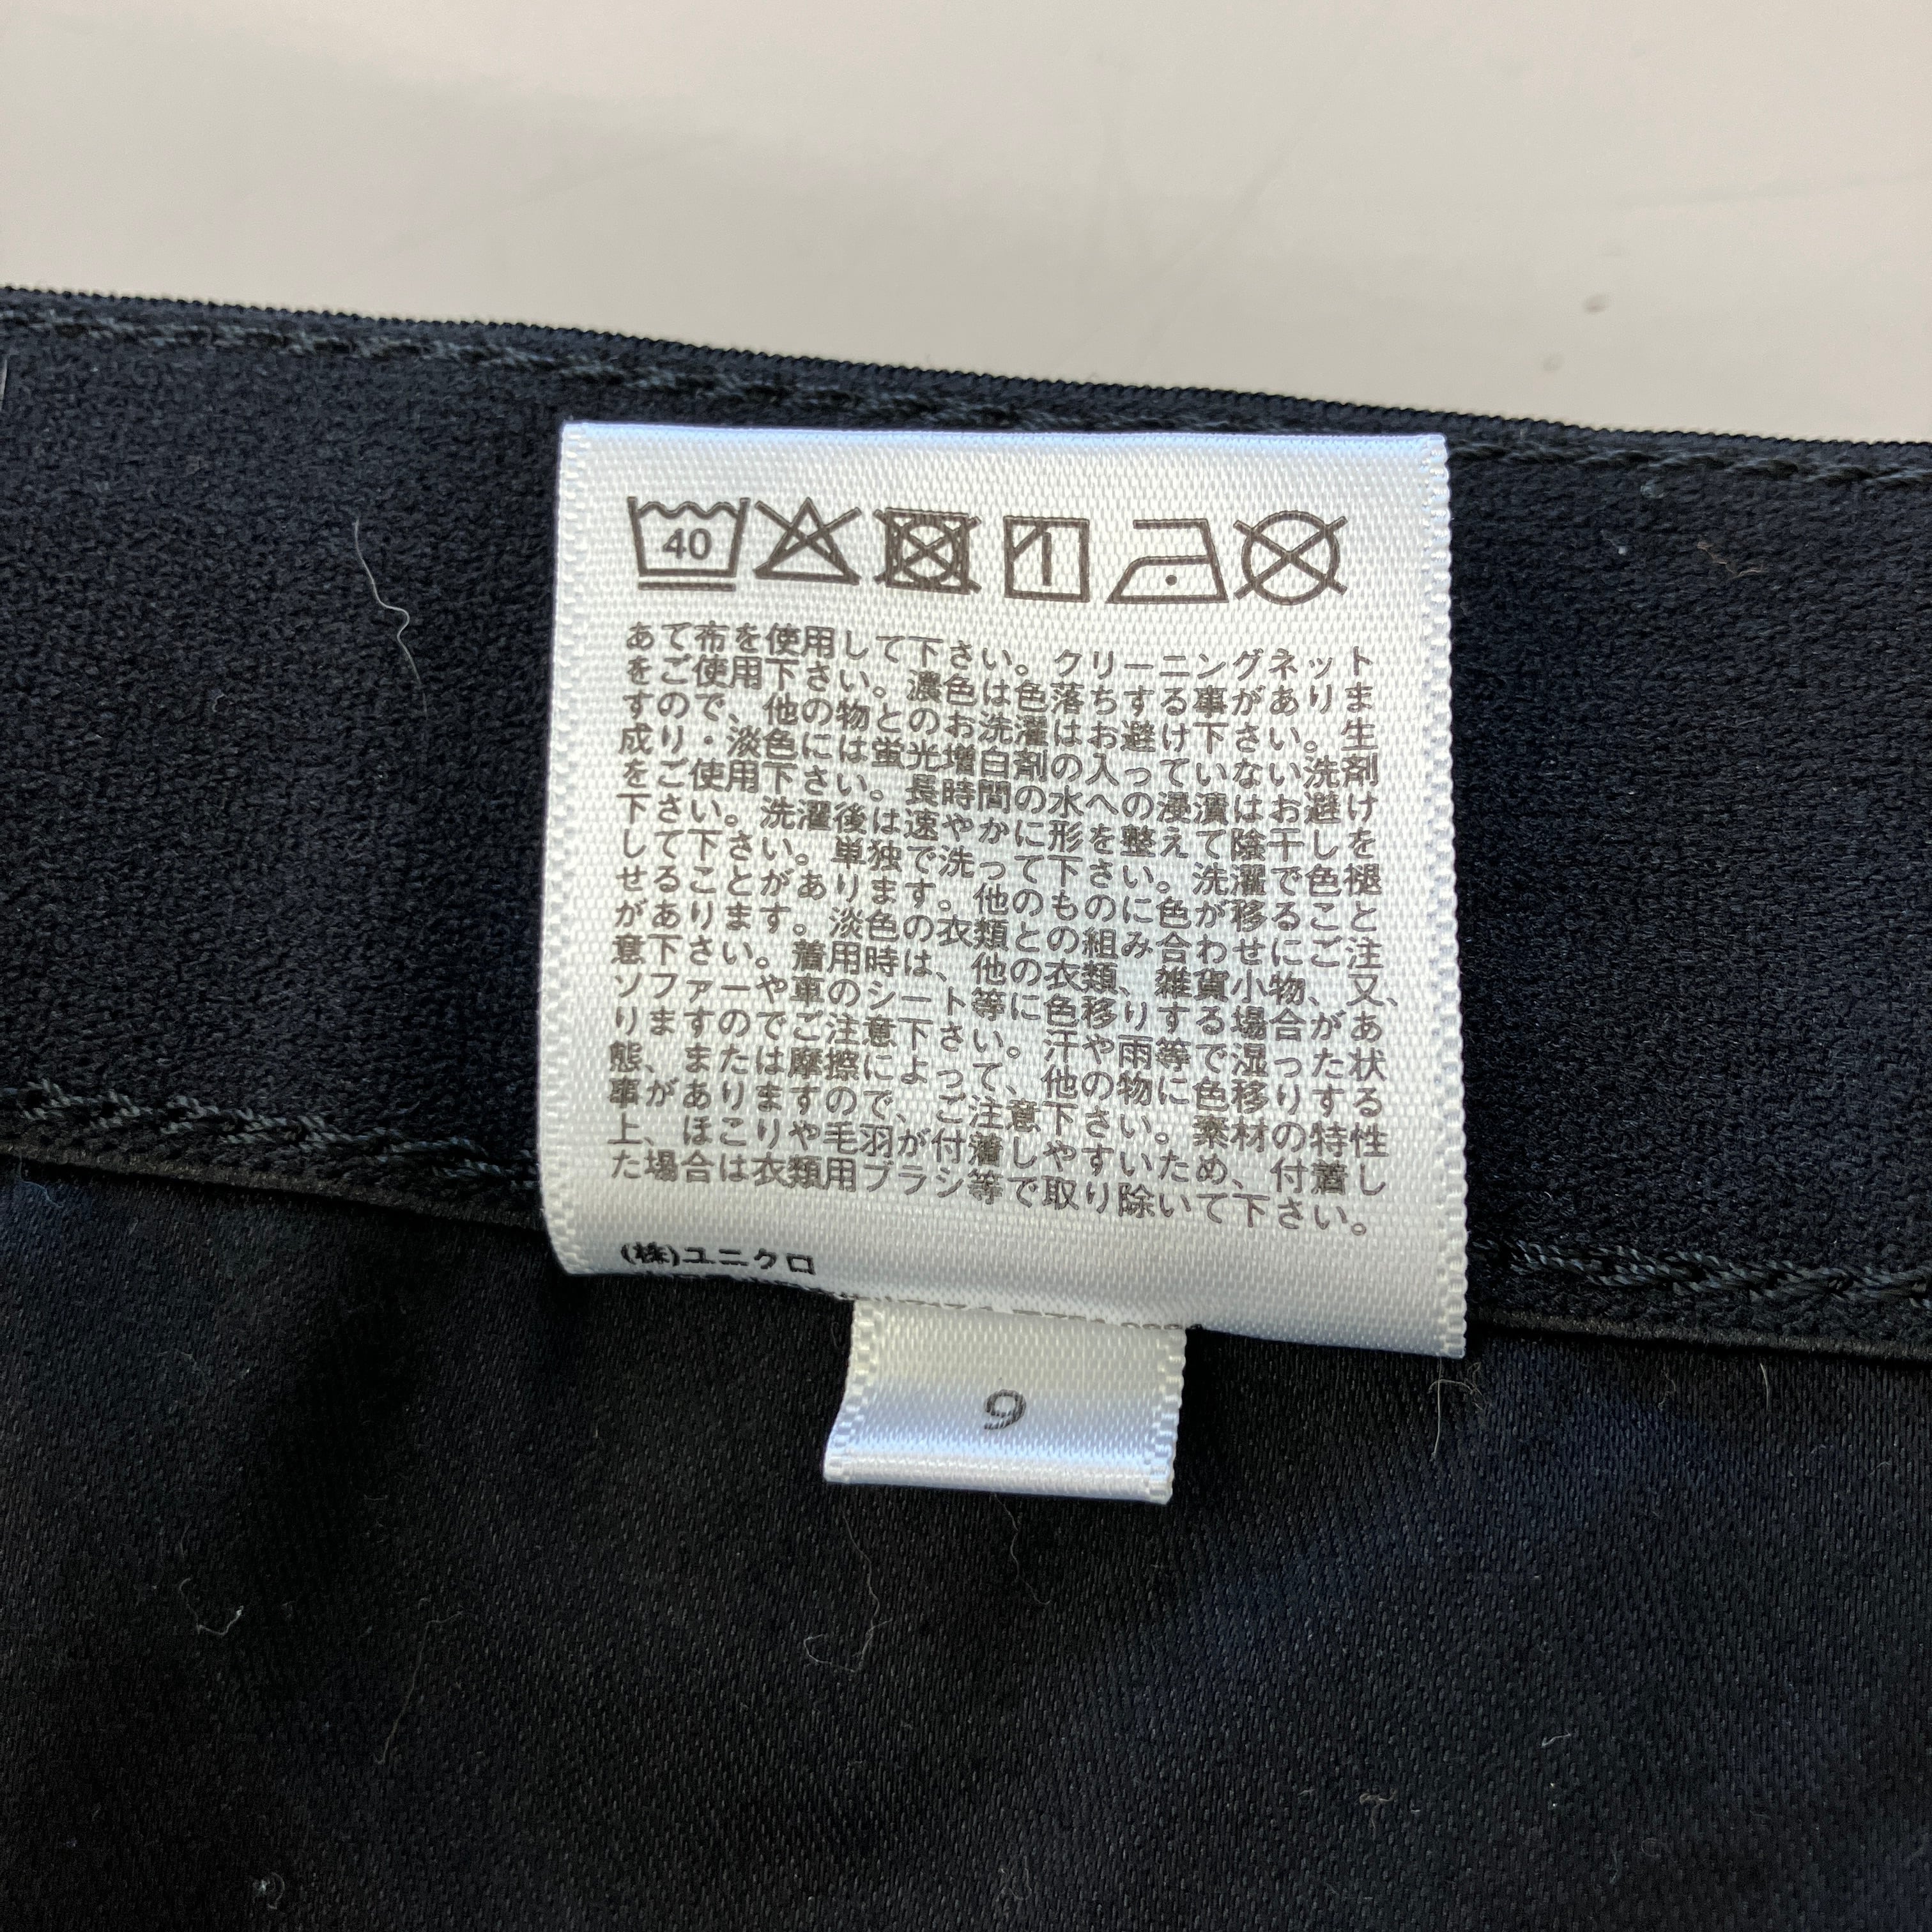 40
あて布を使用して下さい。クリーニングネット
をご使用下さい。濃色は色落ちする事がありま
すので、他の物とのお洗濯はお避け下さい。生
成り・淡色には蛍光増白剤の入っていない洗剤
をご使用下さい。長時間の水への浸漬はお避け
下さい。洗濯後は速やかに形を整えて陰干しを
して下さい。単独で洗って下さい。洗濯で色褪
せることがあります。他のものに色が移ること
があります。淡色の衣類との組み合わせにご注
意下さい。着用時は、他の衣類、雑貨小物、又、
ソファーや車のシート等に色移りする場合があ
りますのでご注意下さい。汗や雨等で湿った状
態、または摩擦によって、他の物に色移りする
事がありますので、ご注意下さい。素材の特性
上、ほこりや毛羽が付着しやすいため、付着し
た場合は衣類用ブラシ等で取り除いて下さい。
(株)ユニクロ
9